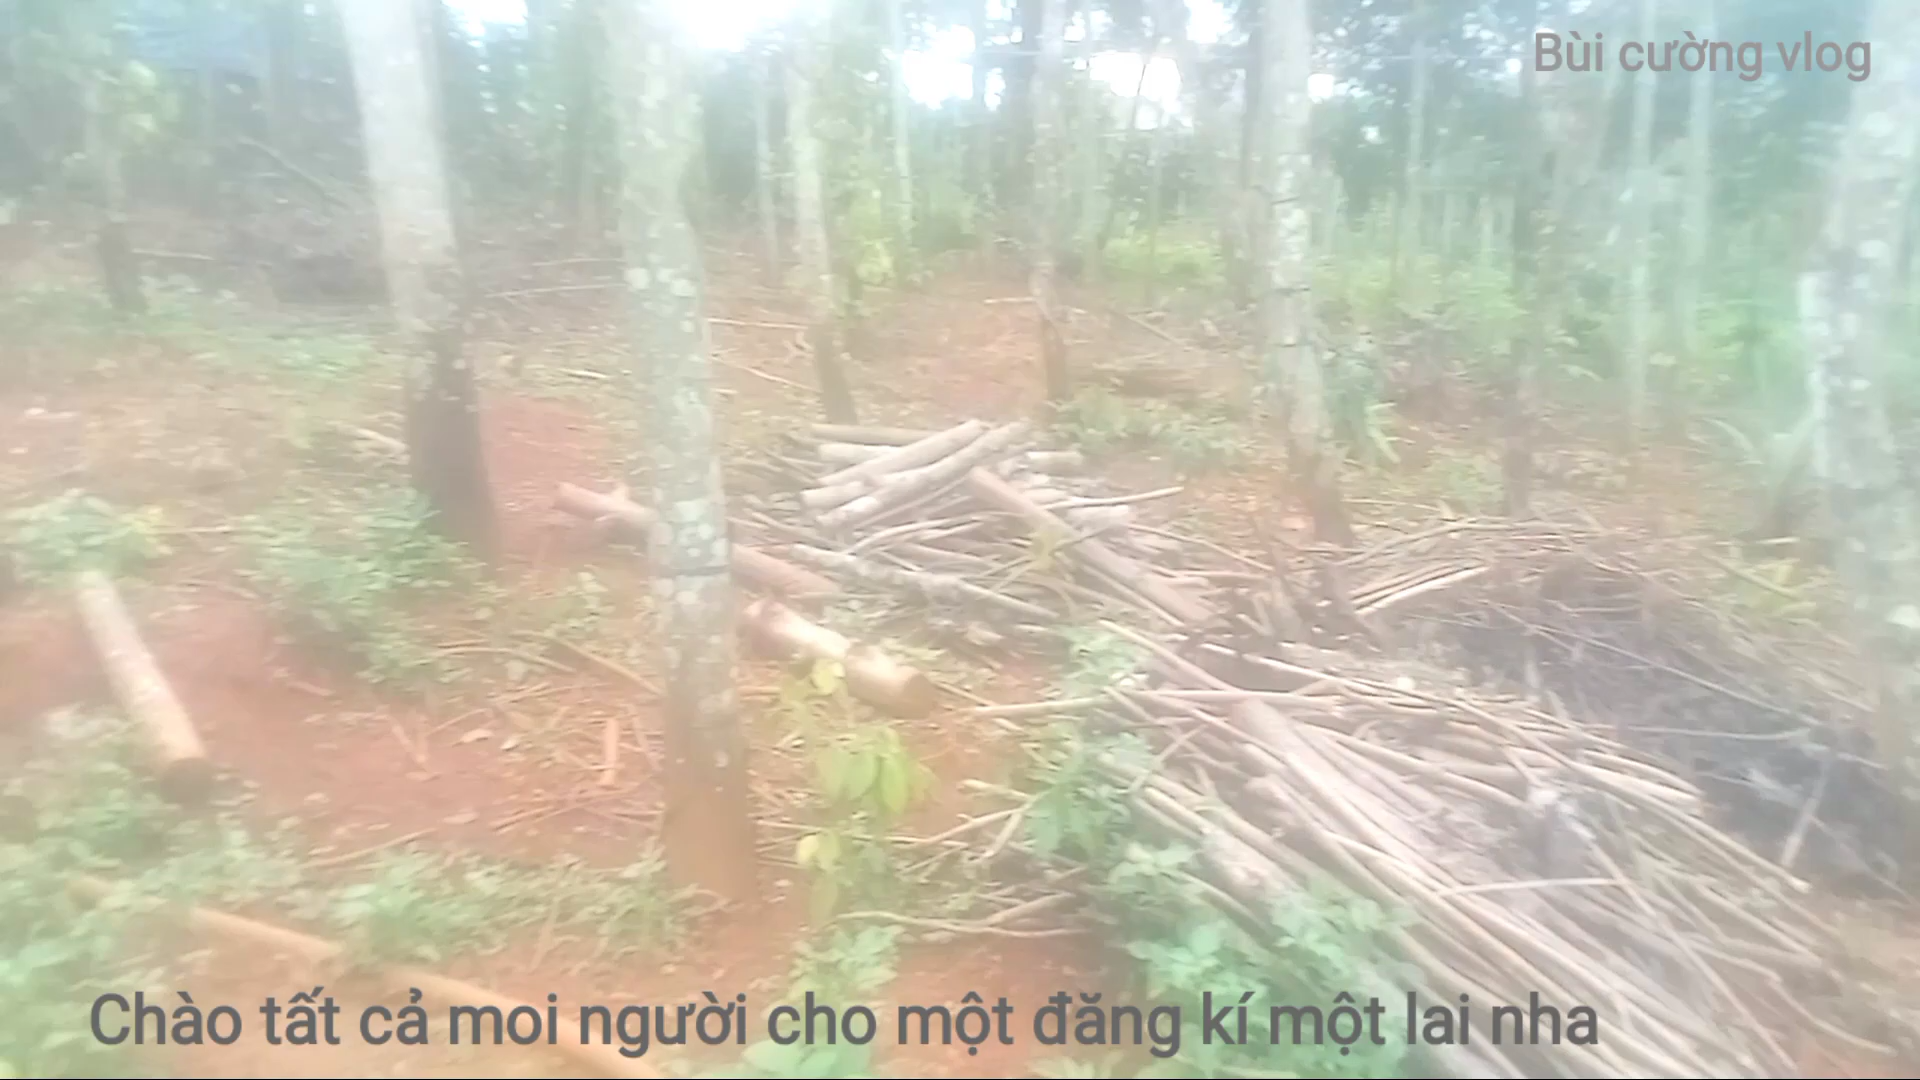 Bùi cường vlog
Chào tất cả moi người cho một đăng kí một lai nha